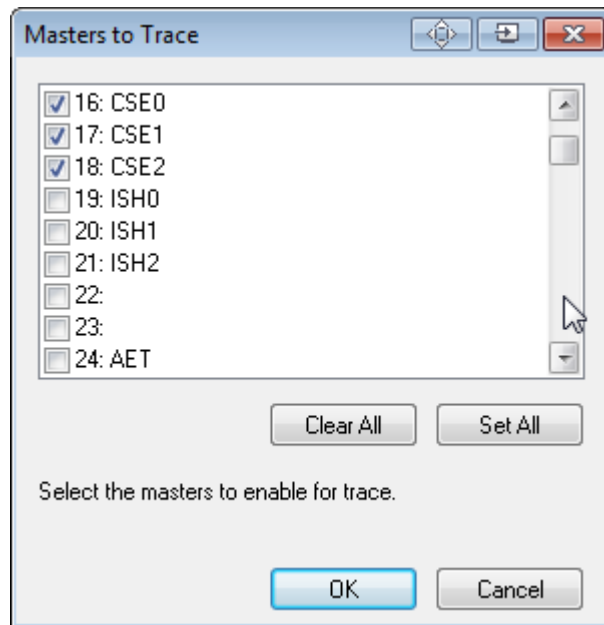 Masters to Trace
16: CSE0
17: CSE1
18: CSE2
19: ISH0
20: ISH1
21: ISH2
22:
23:
24: AET
Clear All Set All
Select the masters to enable for trace.
OK Cancel